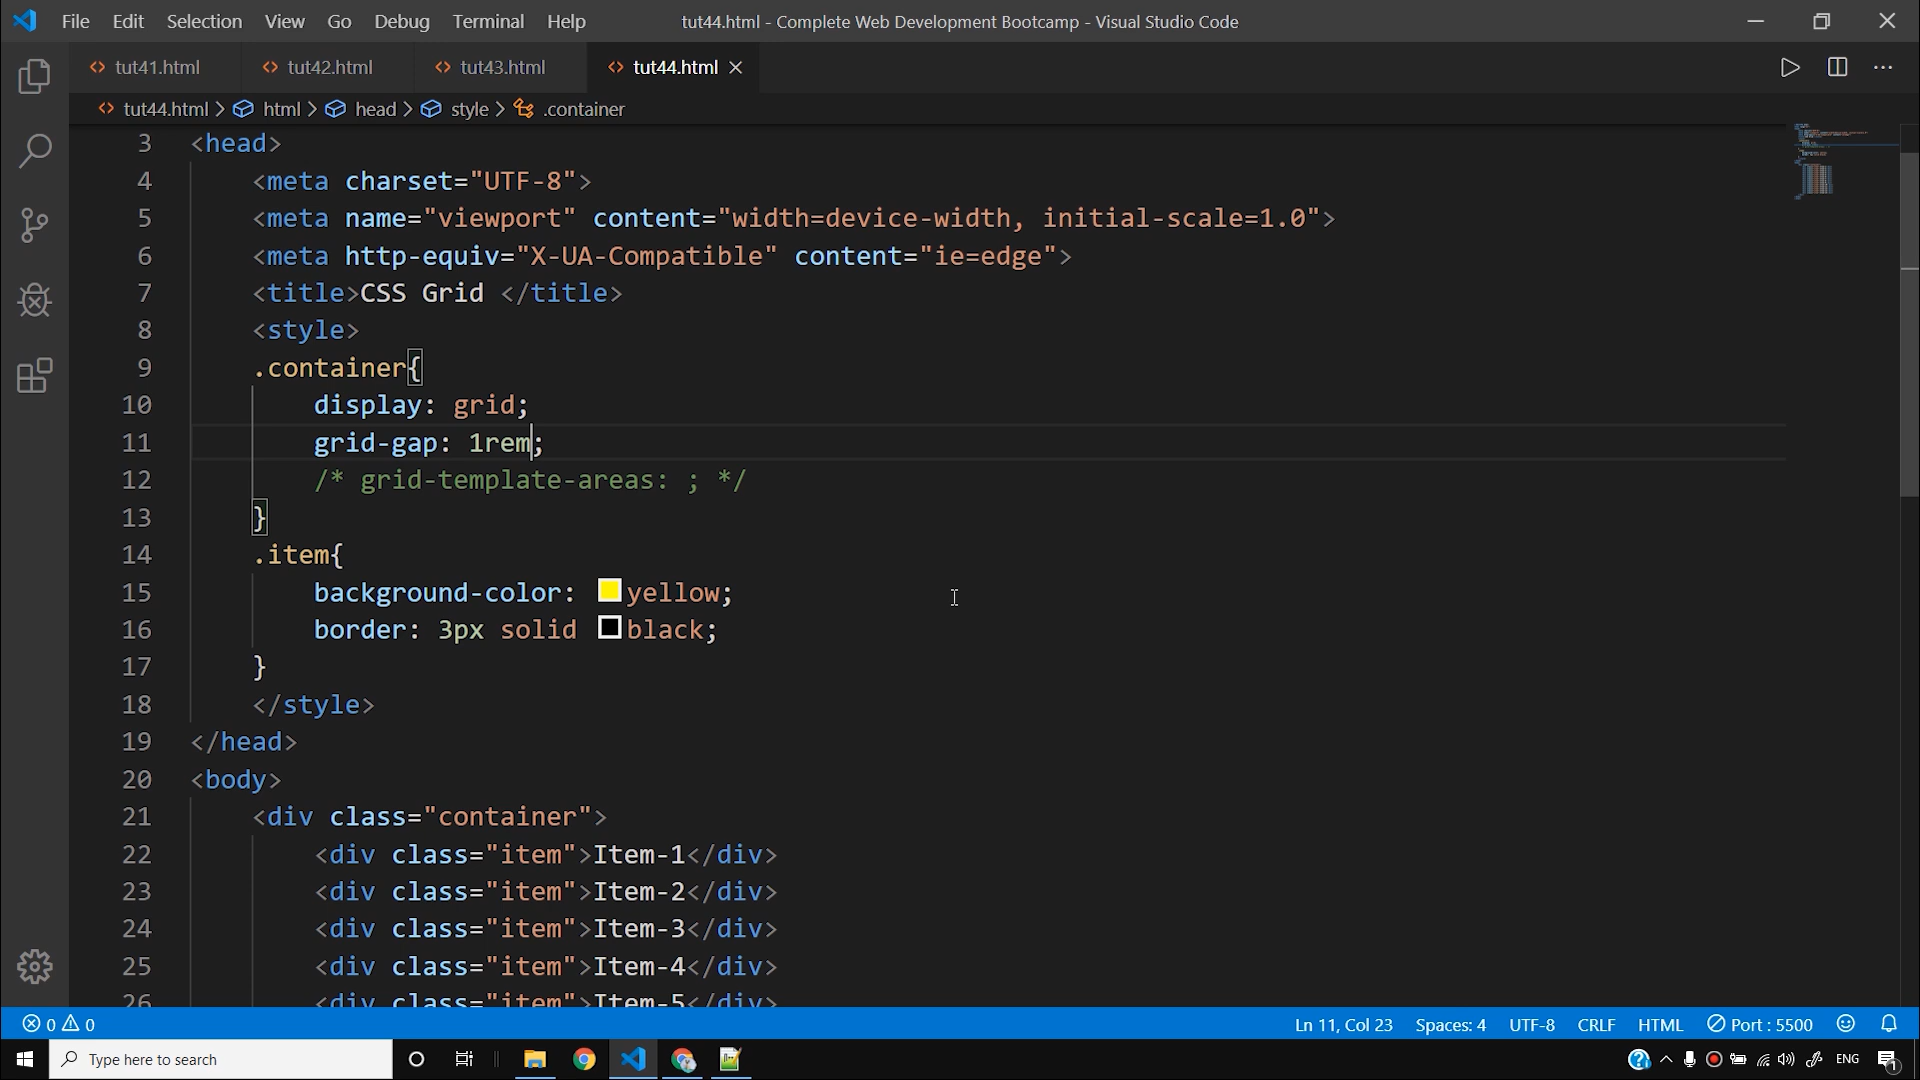 File Edit Selection View Go Debug Terminal Help tut44.html - Complete Web Development Bootcamp - Visual Studio Code
tut41.html tut42.html tut43.html tut44.html
tut44.html > html > head > style > .container
3 <head>
4 <meta charset="UTF-8">
5 <meta name="viewport" content="width=device-width, initial-scale=1.0">
6 <meta http-equiv="X-UA-Compatible" content="ie=edge">
7 <title>CSS Grid </title>
8 <style>
9 .container{
10 display: grid;
11 grid-gap: 1rem;
12 /* grid-template-areas: ; */
13 }
14 .item{
15 background-color: yellow;
16 border: 3px solid black;
17 }
18 </style>
19 </head>
20 <body>
21 <div class="container">
22 <div class="item">Item-1</div>
23 <div class="item">Item-2</div>
24 <div class="item">Item-3</div>
25 <div class="item">Item-4</div>
26 <div class="item">Item-5</div>
0 0 Ln 11, Col 23 Spaces: 4 UTF-8 CRLF HTML Port : 5500
Type here to search ENG 1